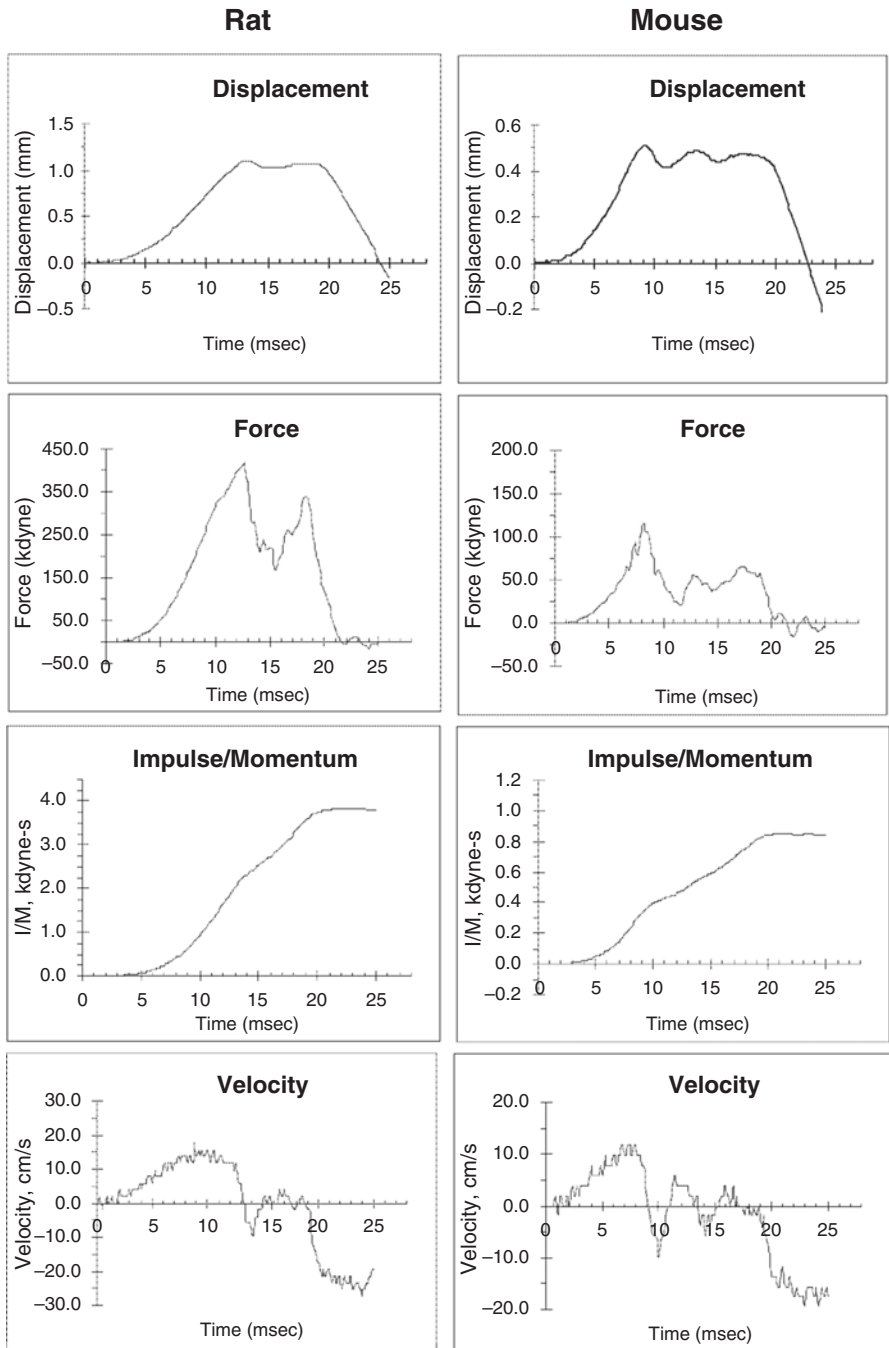 Rat
Mouse
Displacement
1.5
1.0
0.5
0.0
–0.5
Displacement (mm)
0 5 10 15 20 25
Time (msec)
Displacement
0.6
0.4
0.2
0.0
–0.2
Displacement (mm)
0 5 10 15 20 25
Time (msec)
Force
450.0
350.0
250.0
150.0
50.0
–50.0
Force (kdyne)
0 5 10 15 20 25
Time (msec)
Force
200.0
150.0
100.0
50.0
0.0
–50.0
Force (kdyne)
0 5 10 15 20 25
Time (msec)
Impulse/Momentum
4.0
3.0
2.0
1.0
0.0
I/M, kdyne-s
0 5 10 15 20 25
Time (msec)
Impulse/Momentum
1.2
1.0
0.8
0.6
0.4
0.2
0.0
–0.2
I/M, kdyne-s
0 5 10 15 20 25
Time (msec)
Velocity
30.0
20.0
10.0
0.0
–10.0
–20.0
–30.0
Velocity, cm/s
0 5 10 15 20 25
Time (msec)
Velocity
20.0
10.0
0.0
–10.0
–20.0
Velocity, cm/s
0 5 10 15 20 25
Time (msec)